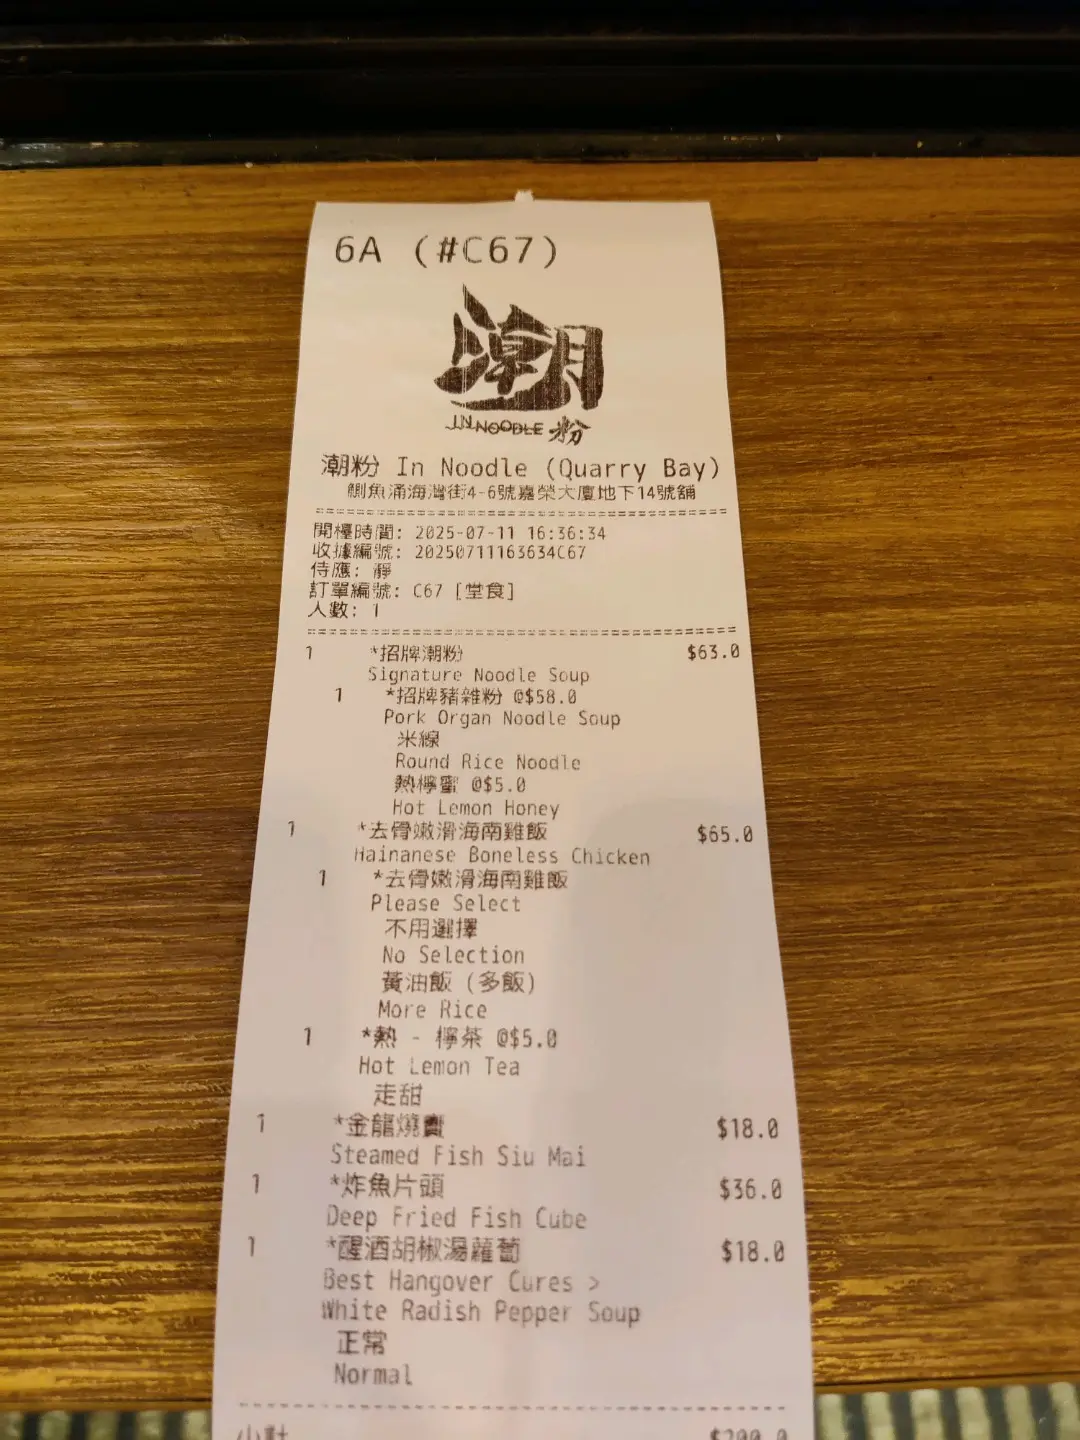 6A (#C67)
潮
IN NOODLE 粉
潮粉 In Noodle (Quarry Bay)
鰂魚涌海灣街4-6號嘉榮大廈地下14號舖
開檯時間: 2025-07-11 16:36:34
收據編號: 20250711163634C67
侍應: 靜
訂單編號: C67 [堂食]
人數: 1
1 *招牌潮粉 $63.0
Signature Noodle Soup
1 *招牌豬雜粉 @$58.0
Pork Organ Noodle Soup
米線
Round Rice Noodle
熱檸蜜 @$5.0
Hot Lemon Honey
1 *去骨嫩滑海南雞飯 $65.0
Hainanese Boneless Chicken
1 *去骨嫩滑海南雞飯
Please Select
不用選擇
No Selection
黃油飯 (多飯)
More Rice
1 *熱 - 檸茶 @$5.0
Hot Lemon Tea
走甜
1 *金龍燒賣 $18.0
Steamed Fish Siu Mai
1 *炸魚片頭 $36.0
Deep Fried Fish Cube
1 *醒酒胡椒湯蘿蔔 $18.0
Best Hangover Cures >
White Radish Pepper Soup
正常
Normal
小計 $200.0